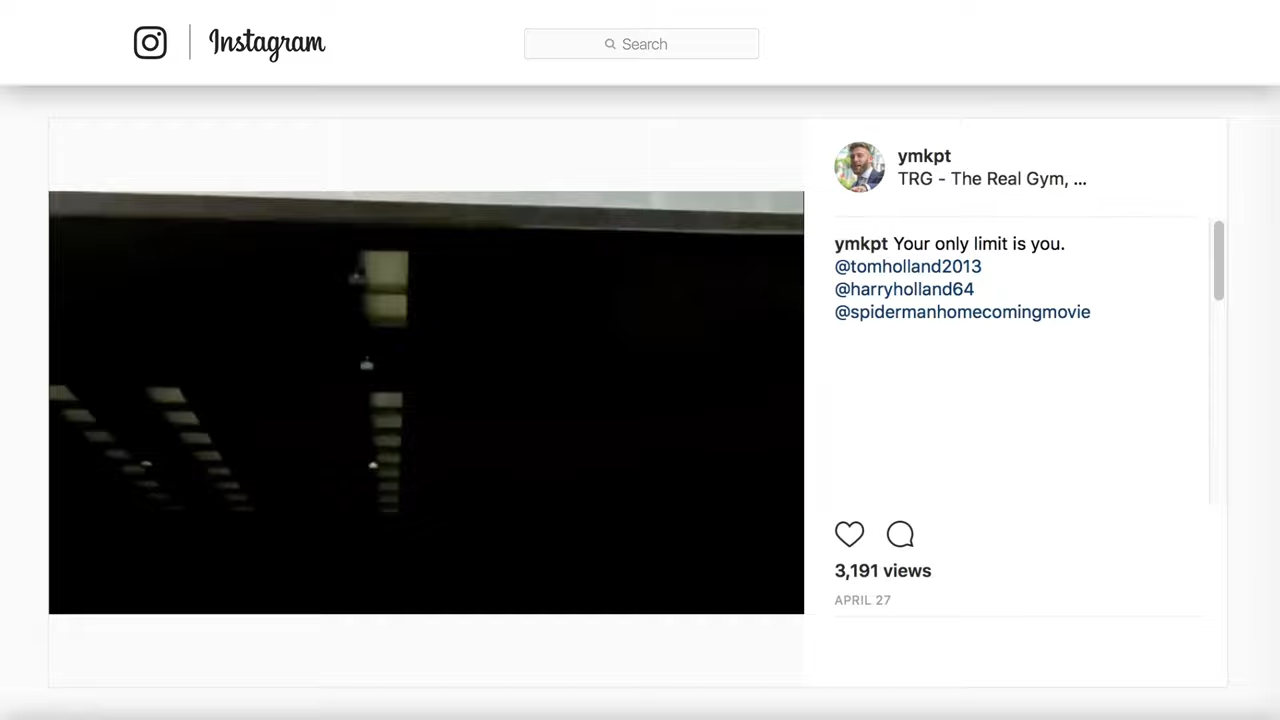 Instagram
Search
ymkpt
TRG - The Real Gym, ...
ymkpt Your only limit is you.
@tomholland2013
@harryholland64
@spidermanhomecomingmovie
3,191 views
APRIL 27